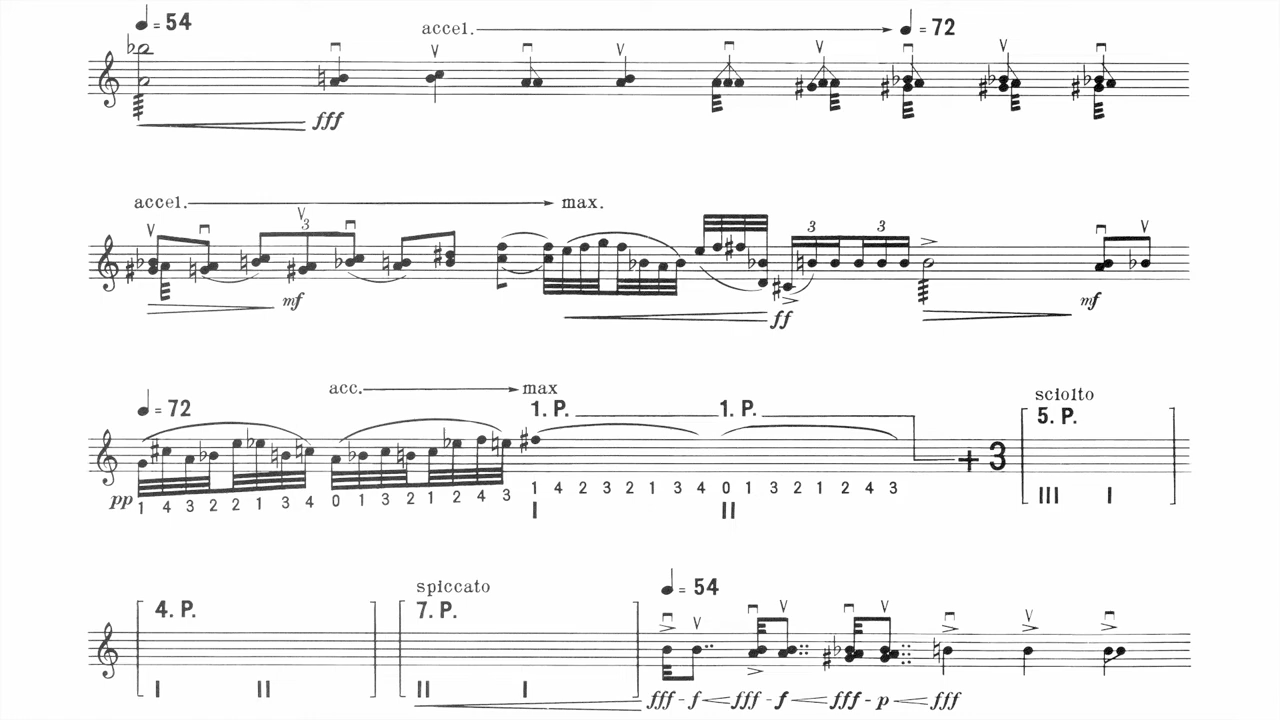 ♩ = 54 accel. ♩ = 72
fff
accel. max.
3 3 3
mf ff mf
acc. max sciolto
♩ = 72 1. P. 1. P. 5. P.
+ 3
pp 1 4 3 2 2 1 3 4 0 1 3 2 1 2 4 3 1 4 2 3 2 1 3 4 0 1 3 2 1 2 4 3 III I
I II
spiccato ♩ = 54
4. P. 7. P.
I II II I
fff - f fff - f fff - p fff